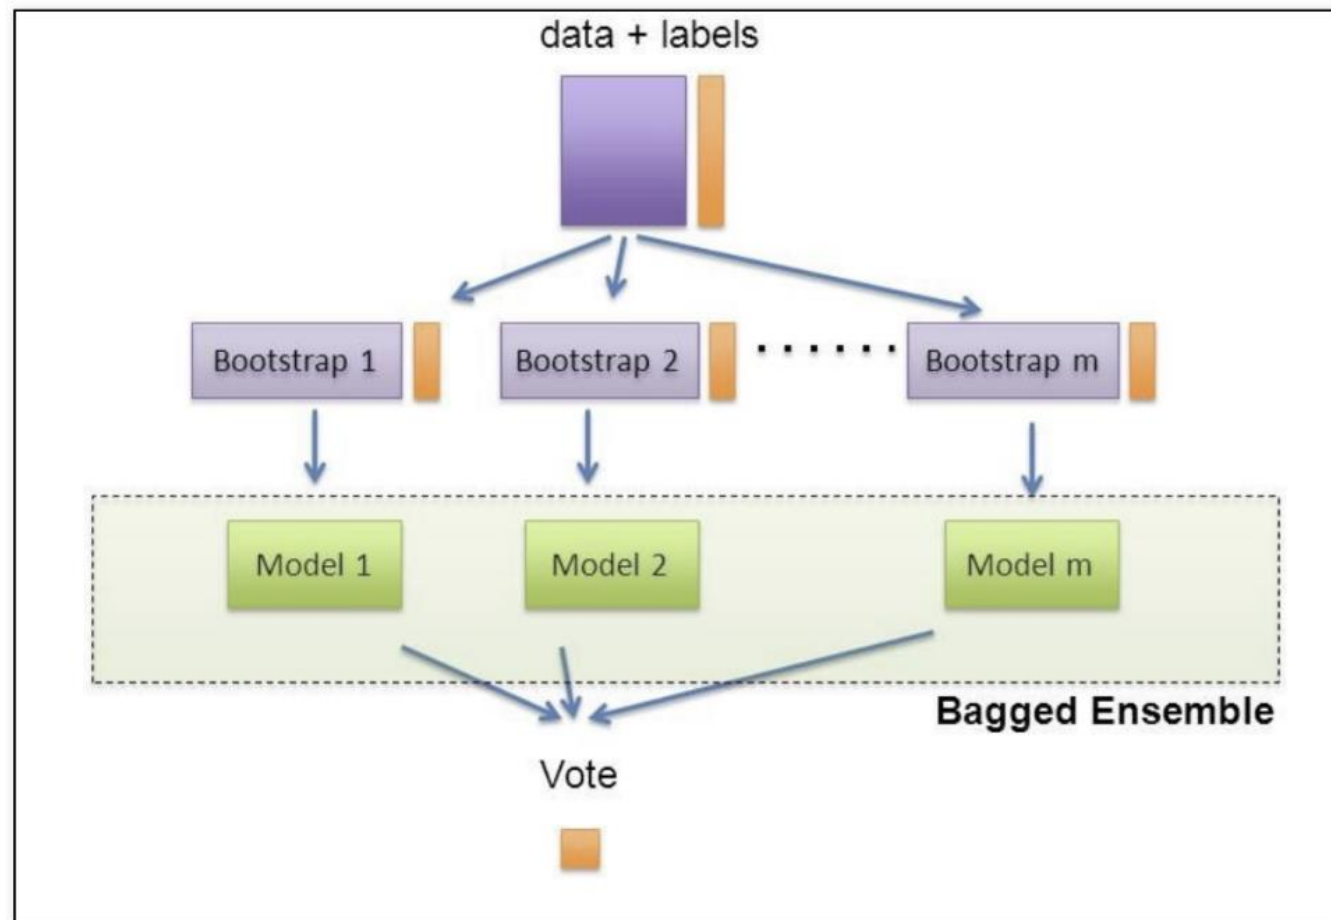 data + labels
Bootstrap 1
Bootstrap 2
......
Bootstrap m
Model 1
Model 2
Model m
Bagged Ensemble
Vote